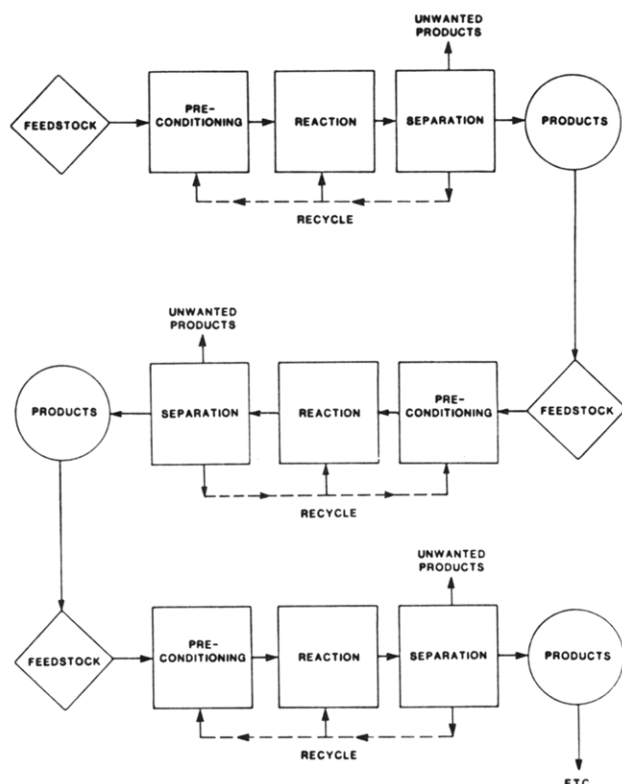 UNWANTED
PRODUCTS
FEEDSTOCK
PRE-
CONDITIONING
REACTION
SEPARATION
PRODUCTS
RECYCLE
UNWANTED
PRODUCTS
PRODUCTS
SEPARATION
REACTION
PRE-
CONDITIONING
FEEDSTOCK
RECYCLE
UNWANTED
PRODUCTS
FEEDSTOCK
PRE-
CONDITIONING
REACTION
SEPARATION
PRODUCTS
RECYCLE
ETC